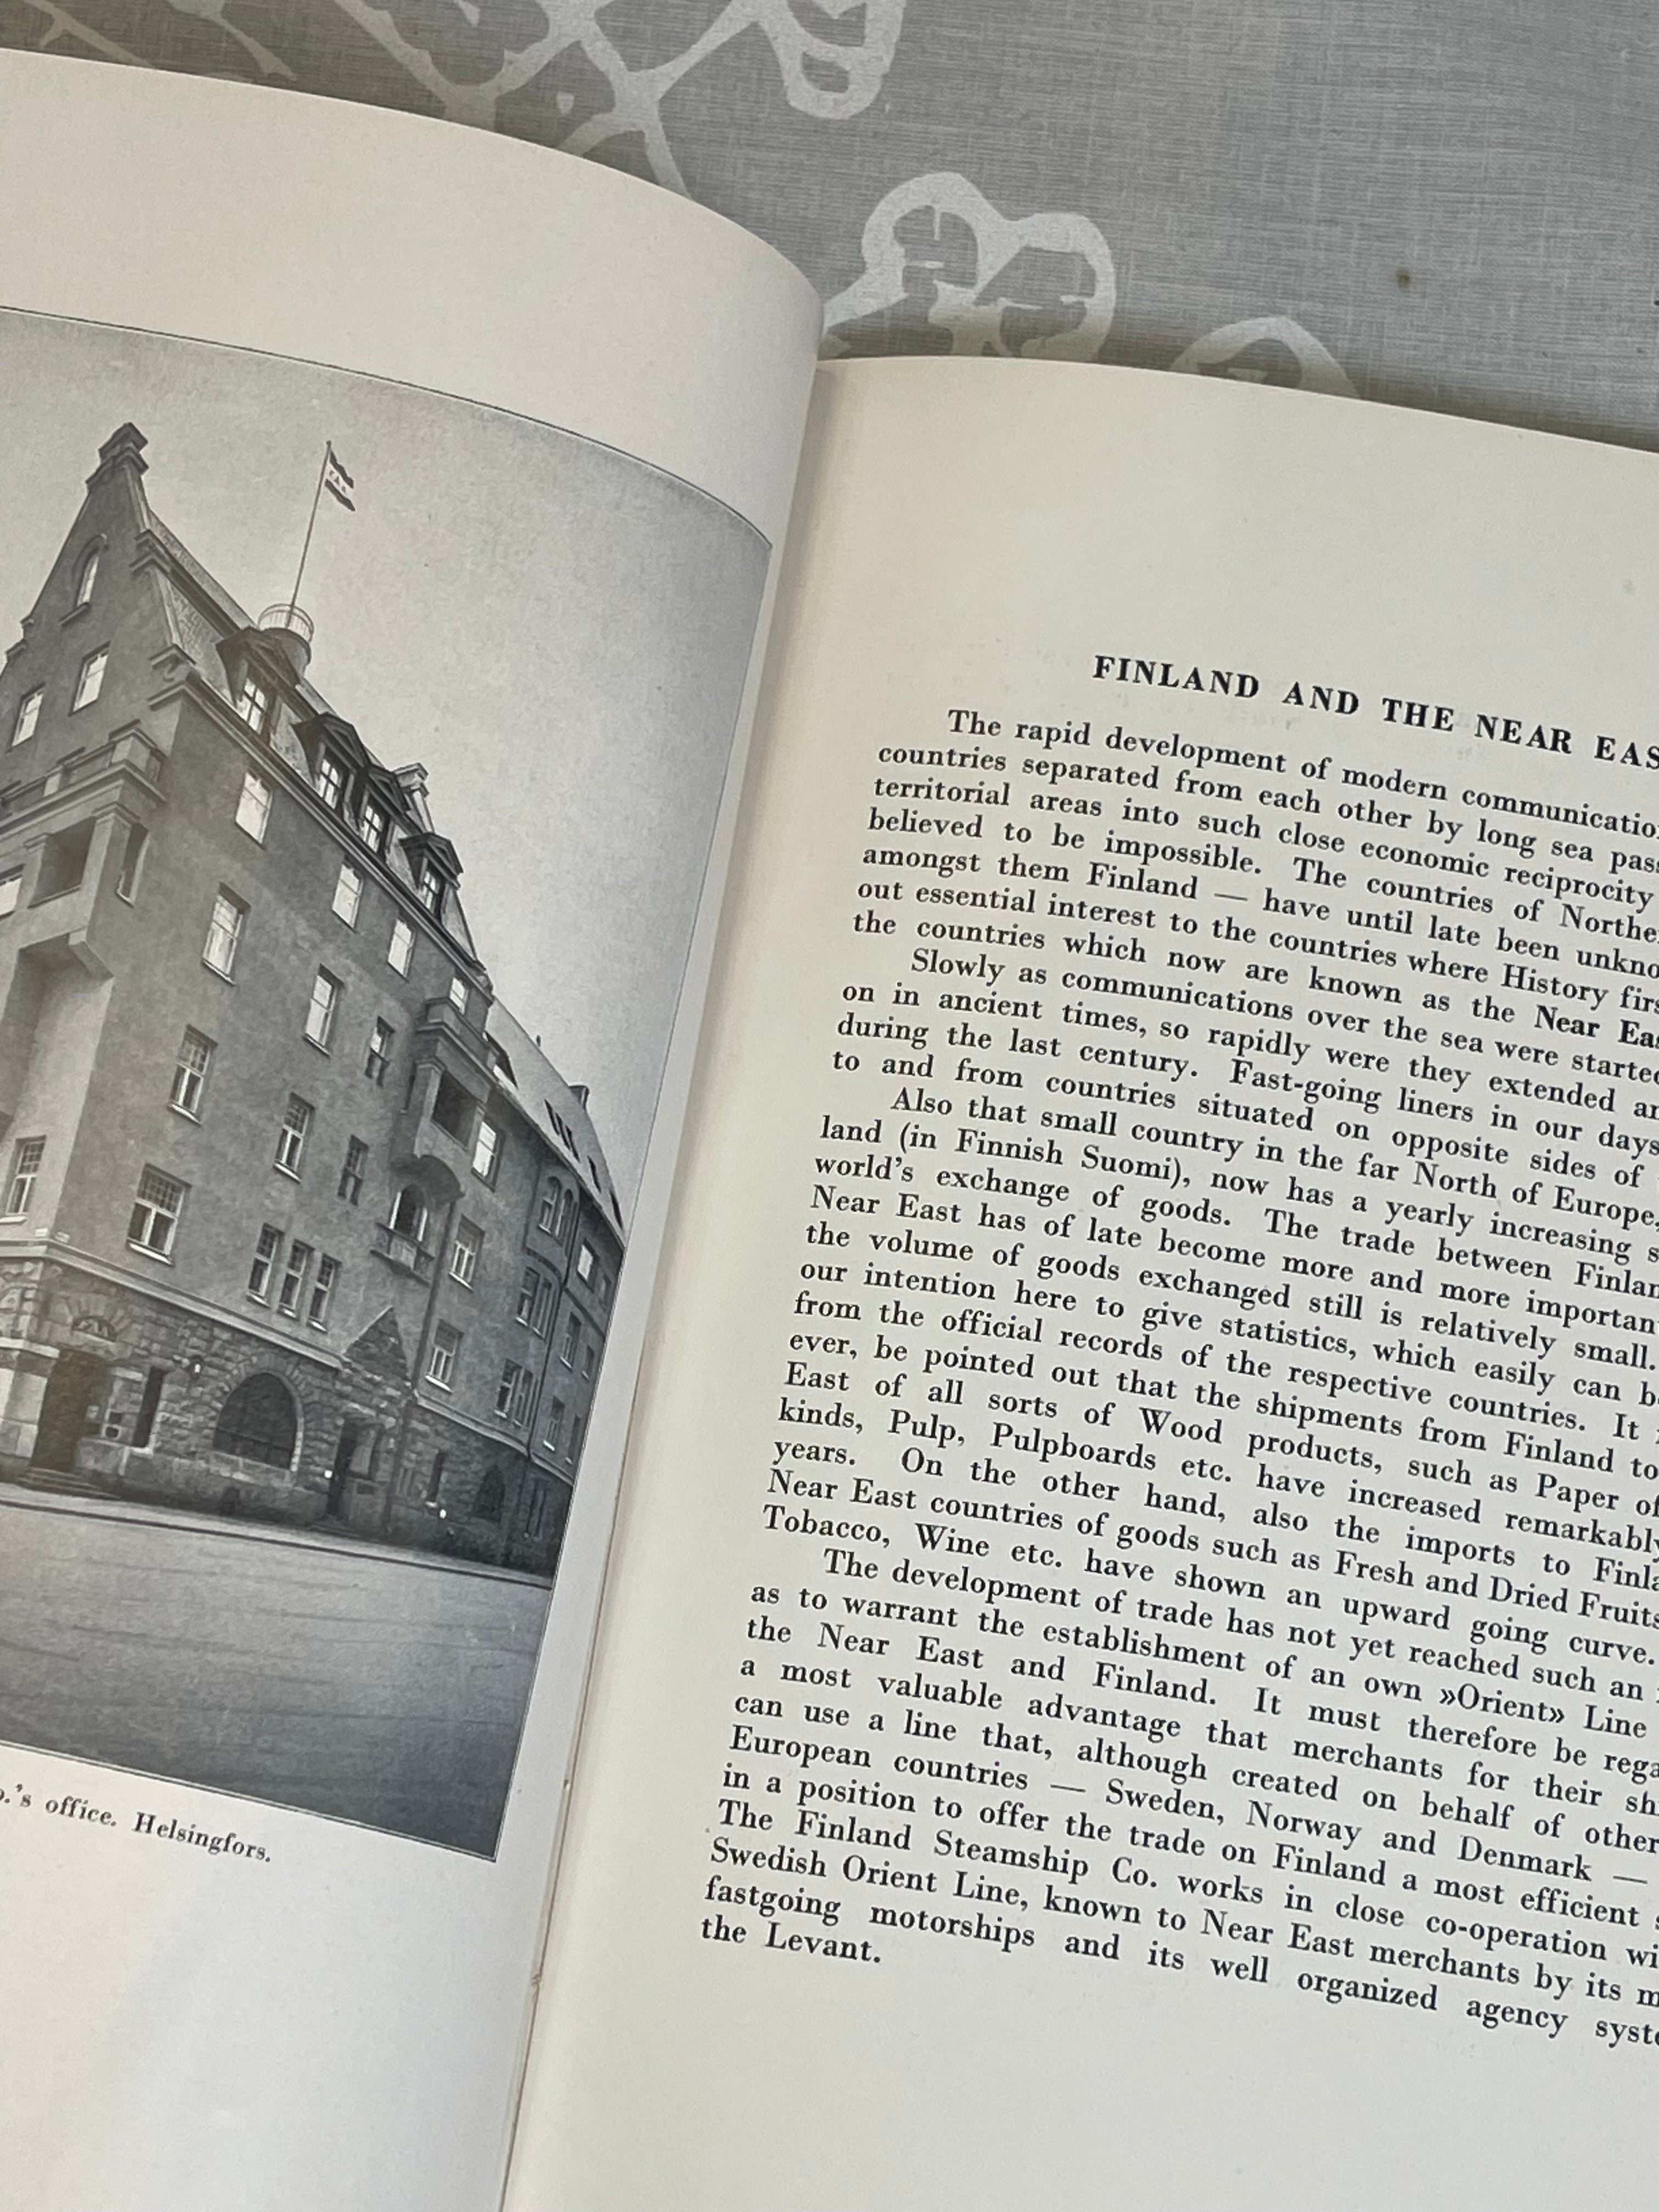 F.Å.A.
's office. Helsingfors.
FINLAND AND THE NEAR EAS
The rapid development of modern communicatio
countries separated from each other by long sea pass
territorial areas into such close economic reciprocity
believed to be impossible. The countries of Northe
amongst them Finland — have until late been unkno
out essential interest to the countries where History firs
the countries which now are known as the Near Eas
Slowly as communications over the sea were started
on in ancient times, so rapidly were they extended an
during the last century. Fast-going liners in our days
to and from countries situated on opposite sides of
Also that small country in the far North of Europe,
land (in Finnish Suomi), now has a yearly increasing s
world's exchange of goods. The trade between Finlan
Near East has of late become more and more important
the volume of goods exchanged still is relatively small.
our intention here to give statistics, which easily can b
from the official records of the respective countries. It
ever, be pointed out that the shipments from Finland to
East of all sorts of Wood products, such as Paper of
kinds, Pulp, Pulpboards etc. have increased remarkably
years. On the other hand, also the imports to Finla
Near East countries of goods such as Fresh and Dried Fruits
Tobacco, Wine etc. have shown an upward going curve.
The development of trade has not yet reached such an
as to warrant the establishment of an own »Orient» Line
the Near East and Finland. It must therefore be rega
a most valuable advantage that merchants for their sh
can use a line that, although created on behalf of other
European countries — Sweden, Norway and Denmark —
in a position to offer the trade on Finland a most efficient s
The Finland Steamship Co. works in close co-operation wi
Swedish Orient Line, known to Near East merchants by its m
fastgoing motorships and its well organized agency syste
the Levant.